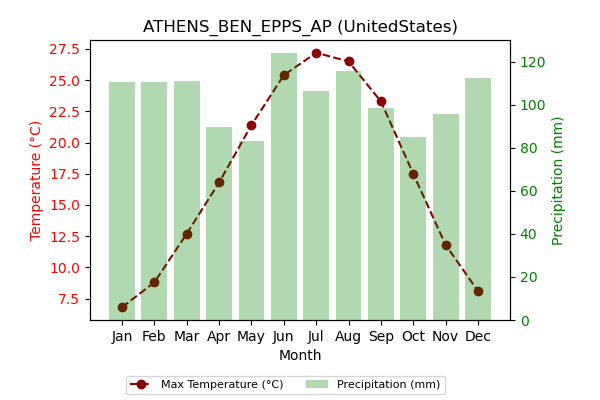 ATHENS_BEN_EPPS_AP (UnitedStates)
27.5
25.0
22.5
20.0
17.5
15.0
12.5
10.0
7.5
Temperature (°C)
120
100
80
60
40
20
0
Precipitation (mm)
Jan Feb Mar Apr May Jun Jul Aug Sep Oct Nov Dec
Month
Max Temperature (°C) Precipitation (mm)